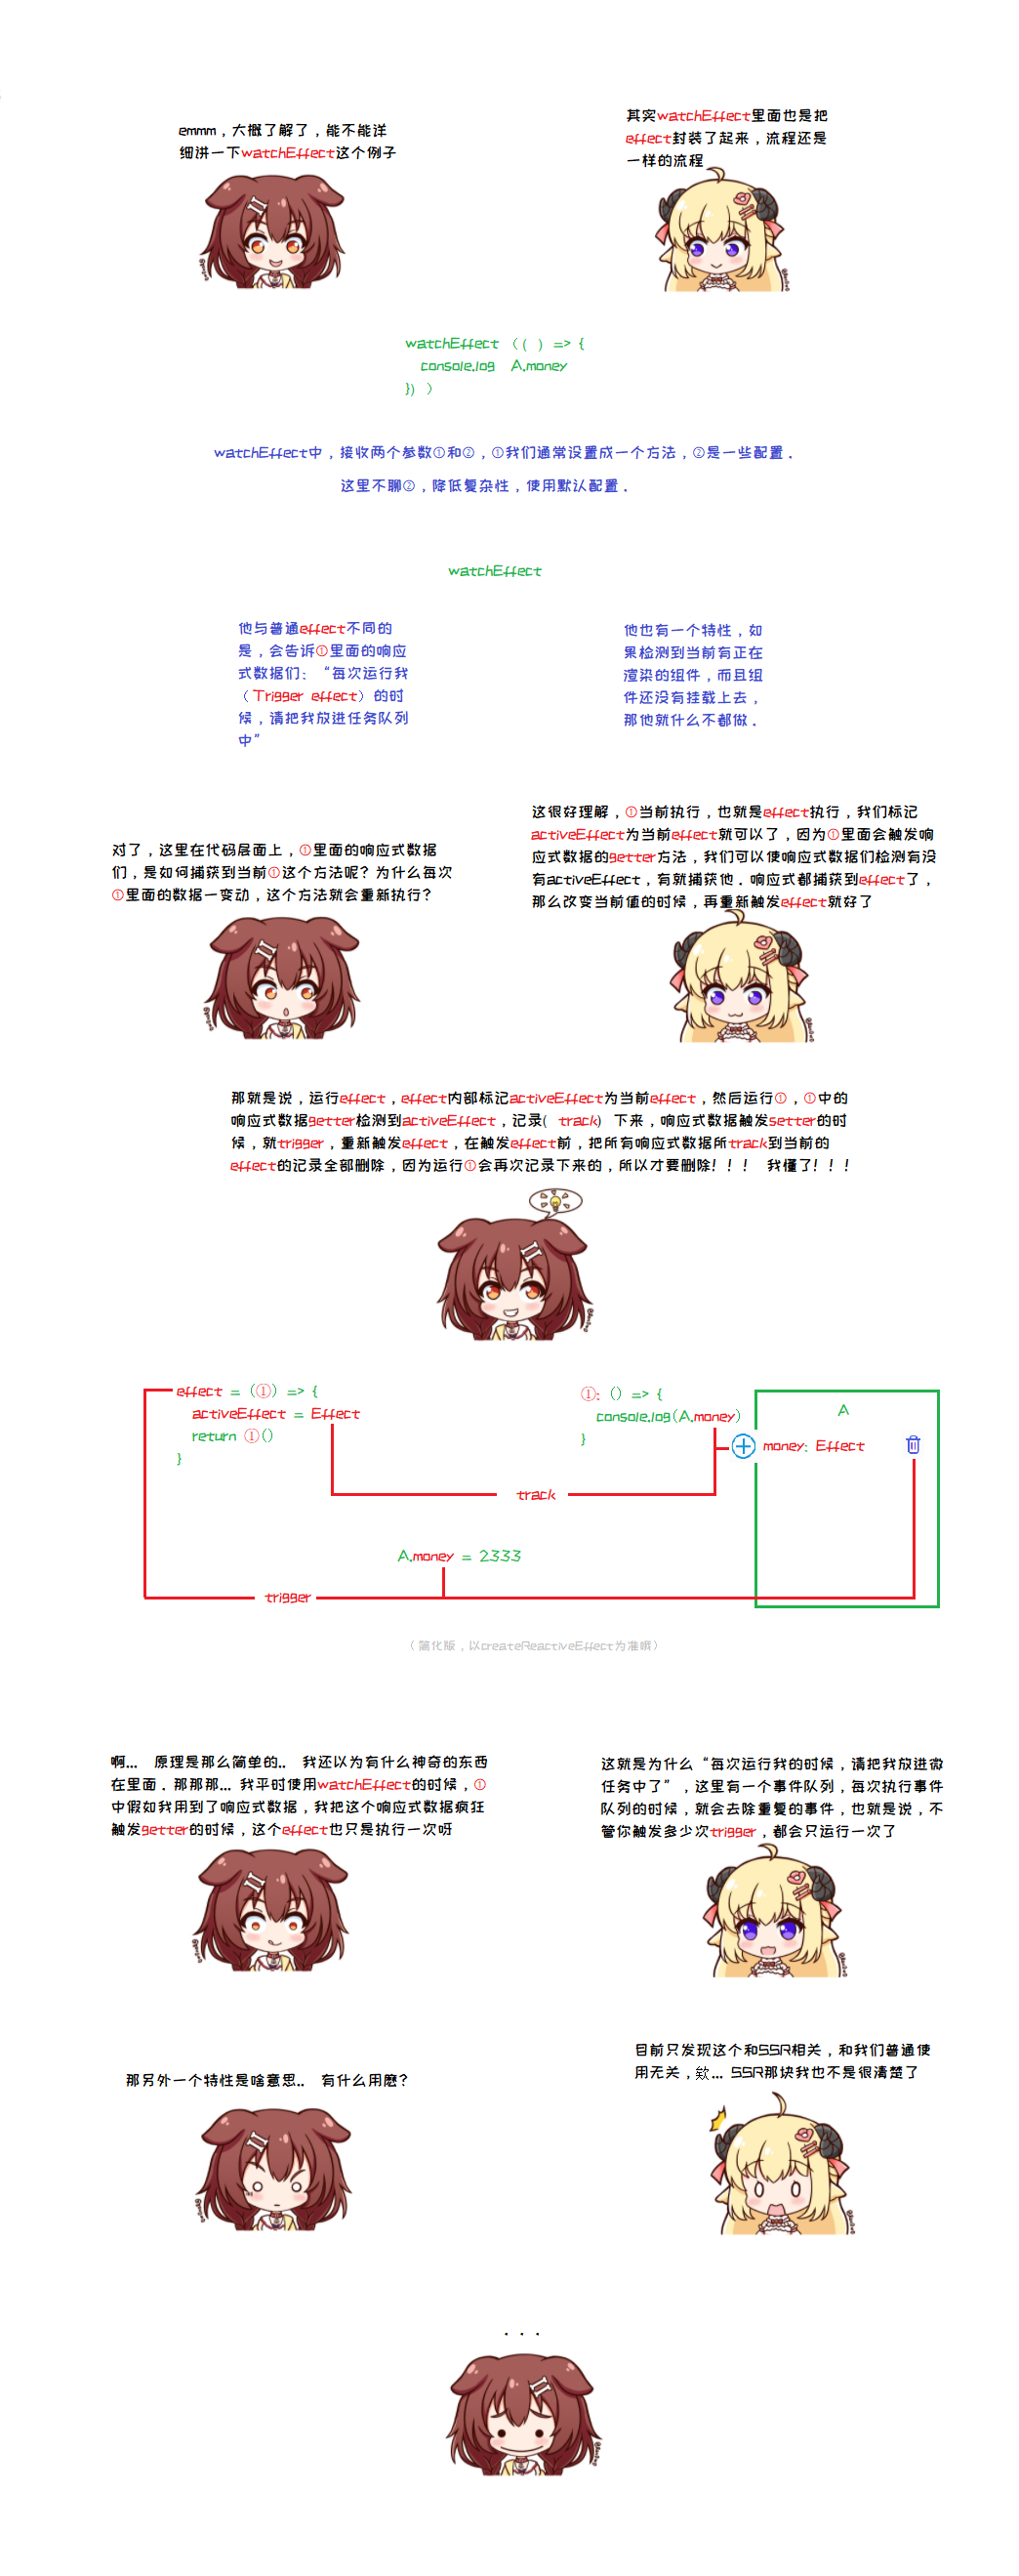 emmm，大概了解了，能不能详
细讲一下watchEffect这个例子
其实watchEffect里面也是把
effect封装了起来，流程还是
一样的流程
watchEffect （( ) => {
console.log A.money
}) ）
watchEffect中，接收两个参数①和②，①我们通常设置成一个方法，②是一些配置．
这里不聊②，降低复杂性，使用默认配置．
watchEffect
他与普通effect不同的
是，会告诉①里面的响应
式数据们：“每次运行我
（Trigger effect）的时
候，请把我放进任务队列
中”
他也有一个特性，如
果检测到当前有正在
渲染的组件，而且组
件还没有挂载上去，
那他就什么不都做．
对了，这里在代码层面上，①里面的响应式数据
们，是如何捕获到当前①这个方法呢？为什么每次
①里面的数据一变动，这个方法就会重新执行？
这很好理解，①当前执行，也就是effect执行，我们标记
activeEffect为当前effect就可以了，因为①里面会触发响
应式数据的getter方法，我们可以使响应式数据们检测有没
有activeEffect，有就捕获他．响应式都捕获到effect了，
那么改变当前值的时候，再重新触发effect就好了
那就是说，运行effect，effect内部标记activeEffect为当前effect，然后运行①，①中的
响应式数据getter检测到activeEffect，记录( track) 下来，响应式数据触发setter的时
候，就trigger，重新触发effect，在触发effect前，把所有响应式数据所track到当前的
effect的记录全部删除，因为运行①会再次记录下来的，所以才要删除！！！ 我懂了！！！
effect = (①) => {
activeEffect = Effect
return ①()
}
①: () => {
console.log(A.money)
}
A
money: Effect
track
A.money = 2333
trigger
（简化版，以createReactiveEffect为准哦）
啊... 原理是那么简单的.. 我还以为有什么神奇的东西
在里面．那那那... 我平时使用watchEffect的时候，①
中假如我用到了响应式数据，我把这个响应式数据疯狂
触发getter的时候，这个effect也只是执行一次呀
这就是为什么“每次运行我的时候，请把我放进微
任务中了”，这里有一个事件队列，每次执行事件
队列的时候，就会去除重复的事件，也就是说，不
管你触发多少次trigger，都会只运行一次了
那另外一个特性是啥意思.. 有什么用麽？
目前只发现这个和SSR相关，和我们普通使
用无关，欸... SSR那块我也不是很清楚了
. . .